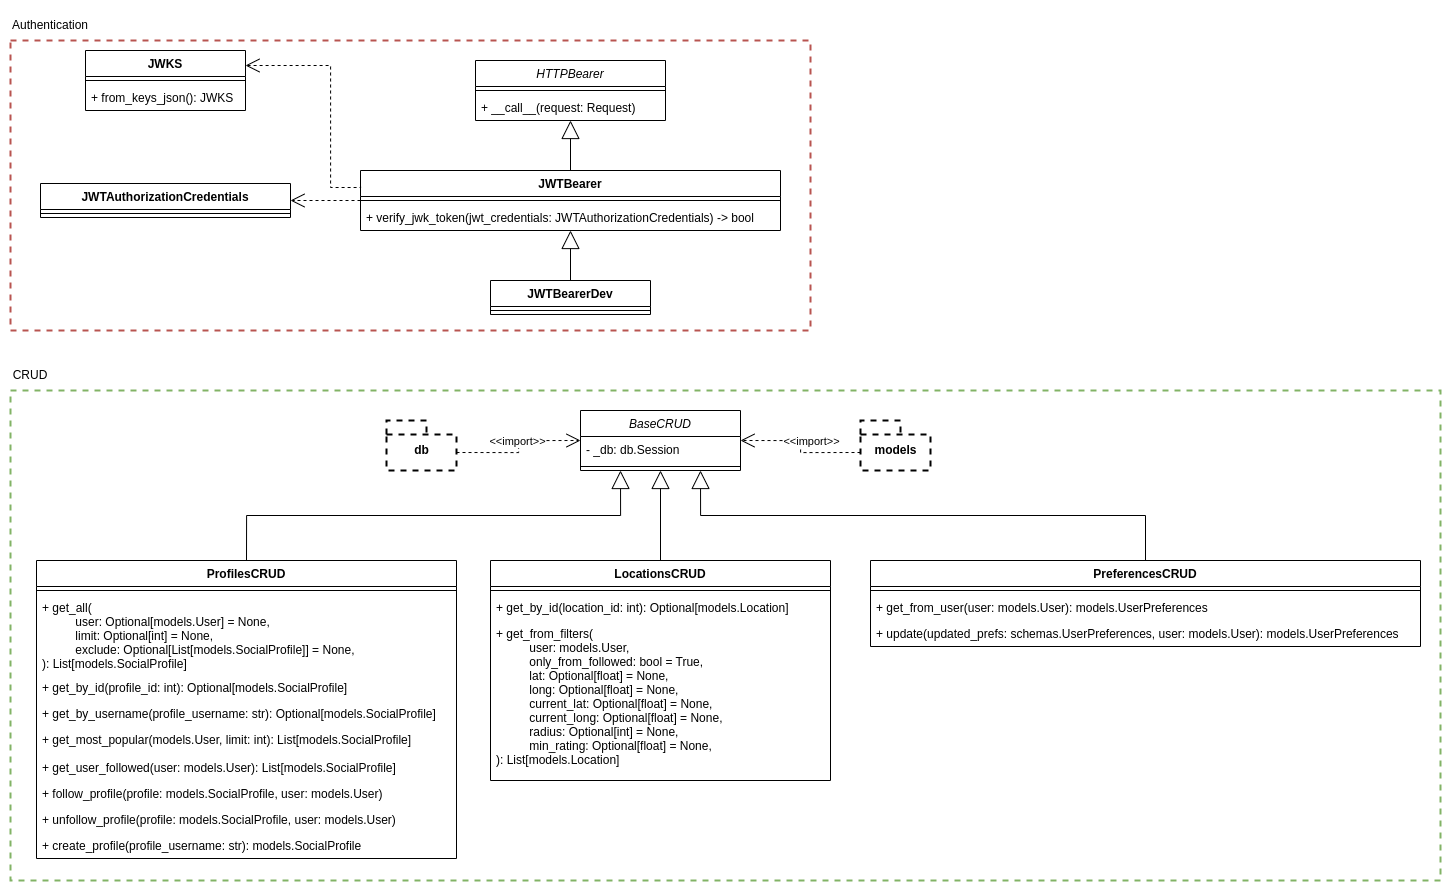 Authentication
JWKS
+ from_keys_json(): JWKS
HTTPBearer
+ __call__(request: Request)
JWTAuthorizationCredentials
JWTBearer
+ verify_jwk_token(jwt_credentials: JWTAuthorizationCredentials) -> bool
JWTBearerDev
CRUD
db
<<import>>
BaseCRUD
- _db: db.Session
<<import>>
models
ProfilesCRUD
+ get_all(
user: Optional[models.User] = None,
limit: Optional[int] = None,
exclude: Optional[List[models.SocialProfile]] = None,
): List[models.SocialProfile]
+ get_by_id(profile_id: int): Optional[models.SocialProfile]
+ get_by_username(profile_username: str): Optional[models.SocialProfile]
+ get_most_popular(models.User, limit: int): List[models.SocialProfile]
+ get_user_followed(user: models.User): List[models.SocialProfile]
+ follow_profile(profile: models.SocialProfile, user: models.User)
+ unfollow_profile(profile: models.SocialProfile, user: models.User)
+ create_profile(profile_username: str): models.SocialProfile
LocationsCRUD
+ get_by_id(location_id: int): Optional[models.Location]
+ get_from_filters(
user: models.User,
only_from_followed: bool = True,
lat: Optional[float] = None,
long: Optional[float] = None,
current_lat: Optional[float] = None,
current_long: Optional[float] = None,
radius: Optional[int] = None,
min_rating: Optional[float] = None,
): List[models.Location]
PreferencesCRUD
+ get_from_user(user: models.User): models.UserPreferences
+ update(updated_prefs: schemas.UserPreferences, user: models.User): models.UserPreferences